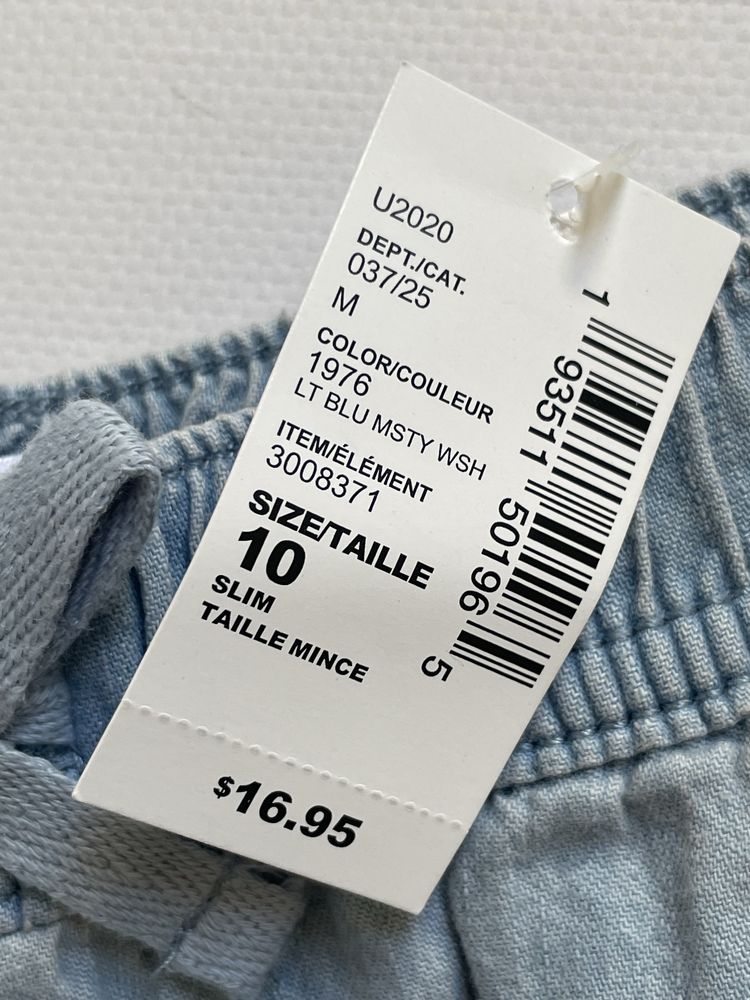 U2020
DEPT./CAT.
037/25
M
COLOR/COULEUR
1976
LT BLU MSTY WSH
ITEM/ÉLÉMENT
3008371
SIZE/TAILLE
10
SLIM
TAILLE MINCE
1 93511 50196 5
$16.95